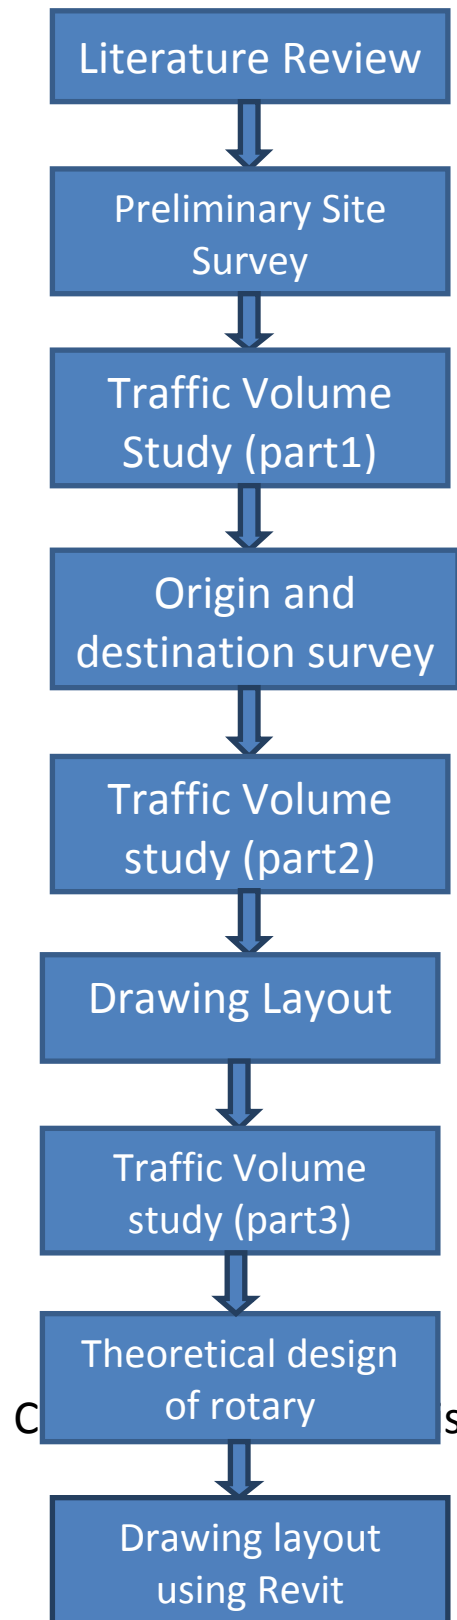 Literature Review
Preliminary Site
Survey
Traffic Volume
Study (part1)
Origin and
destination survey
Traffic Volume
study (part2)
Drawing Layout
Traffic Volume
study (part3)
Theoretical design
of rotary
Drawing layout
using Revit